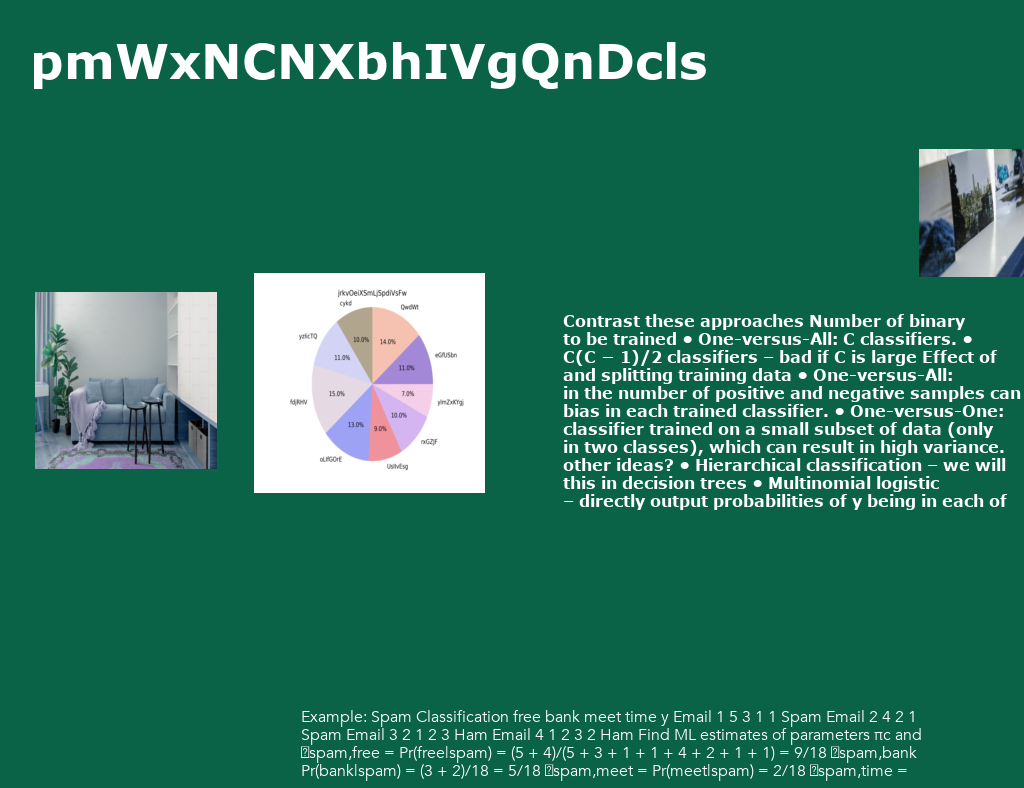 pmWxNCNXbhIVgQnDcls
jrkvOeiXSmLjSpdiVsFw
cykd
QwdWt
yzlicTQ
10.0%
14.0%
11.0%
11.0%
eGfUSbn
fdjRHV
15.0%
7.0%
ylmZxKYgj
10.0%
13.0%
9.0%
rxGZjF
oLlfGOrE
UslIvEsg
Contrast these approaches Number of binary
to be trained • One-versus-All: C classifiers. •
C(C − 1)/2 classifiers – bad if C is large Effect of
and splitting training data • One-versus-All:
in the number of positive and negative samples can
bias in each trained classifier. • One-versus-One:
classifier trained on a small subset of data (only
in two classes), which can result in high variance.
other ideas? • Hierarchical classification – we will
this in decision trees • Multinomial logistic
– directly output probabilities of y being in each of
Example: Spam Classification free bank meet time y Email 1 5 3 1 1 Spam Email 2 4 2 1
Spam Email 3 2 1 2 3 Ham Email 4 1 2 3 2 Ham Find ML estimates of parameters πc and
spam,free = Pr(free|spam) = (5 + 4)/(5 + 3 + 1 + 1 + 4 + 2 + 1 + 1) = 9/18 spam,bank
Pr(bank|spam) = (3 + 2)/18 = 5/18 spam,meet = Pr(meet|spam) = 2/18 spam,time =